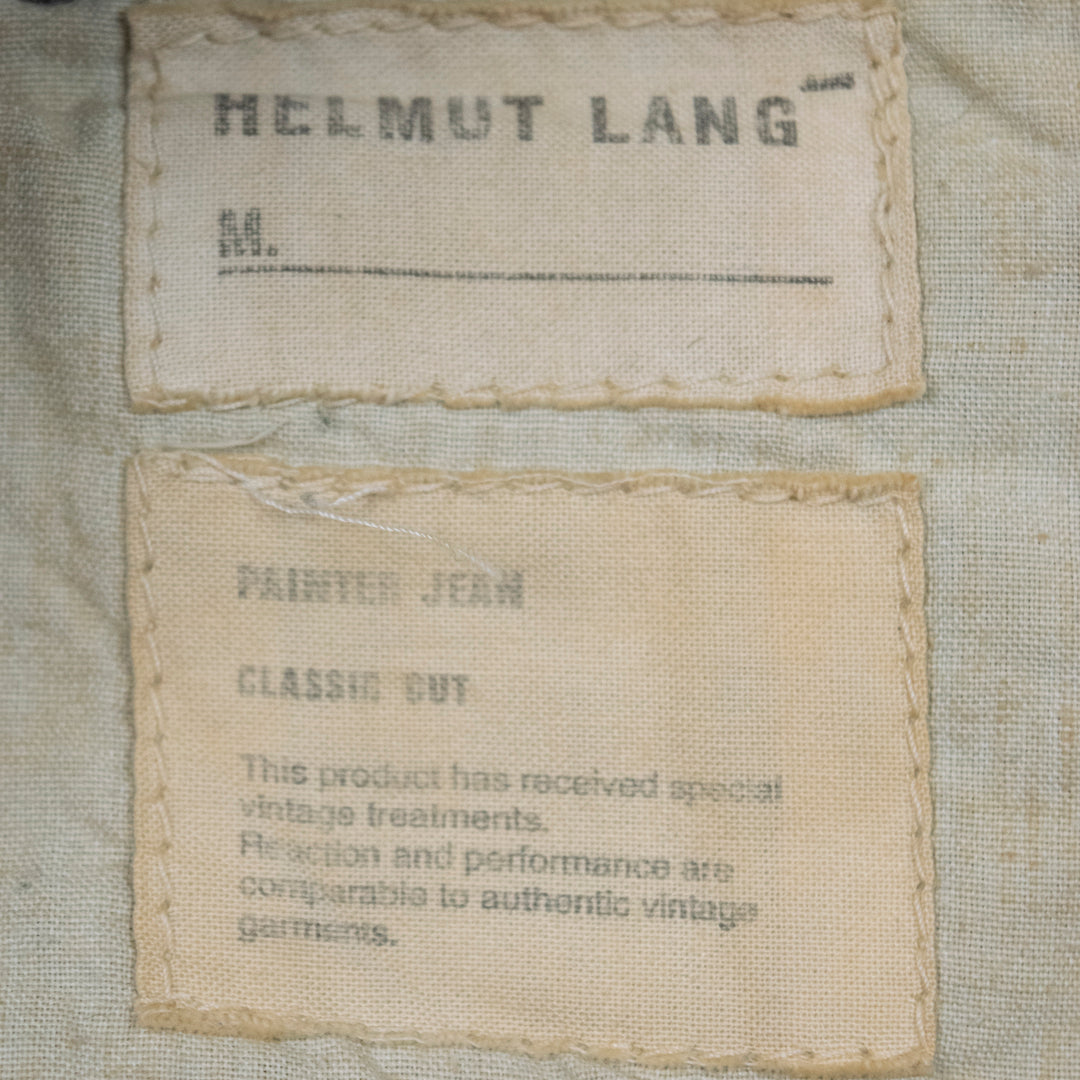 HELMUT LANG JEANS
M.
PAINTER JEAN
CLASSIC CUT
This product has received special
vintage treatments.
Reaction and performance are
comparable to authentic vintage
garments.